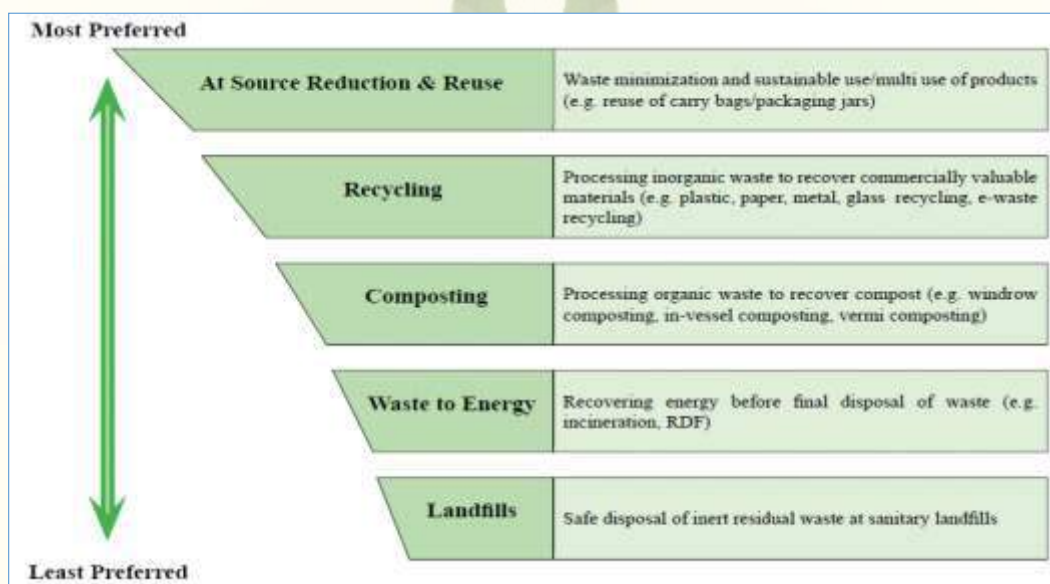 Most Preferred
At Source Reduction & Reuse
Waste minimization and sustainable use/multi use of products
(e.g. reuse of carry bags/packaging jars)
Recycling
Processing inorganic waste to recover commercially valuable
materials (e.g. plastic, paper, metal, glass recycling, e-waste
recycling)
Composting
Processing organic waste to recover compost (e.g. windrow
composting, in-vessel composting, vermi composting)
Waste to Energy
Recovering energy before final disposal of waste (e.g.
incineration, RDF)
Landfills
Safe disposal of inert residual waste at sanitary landfills
Least Preferred